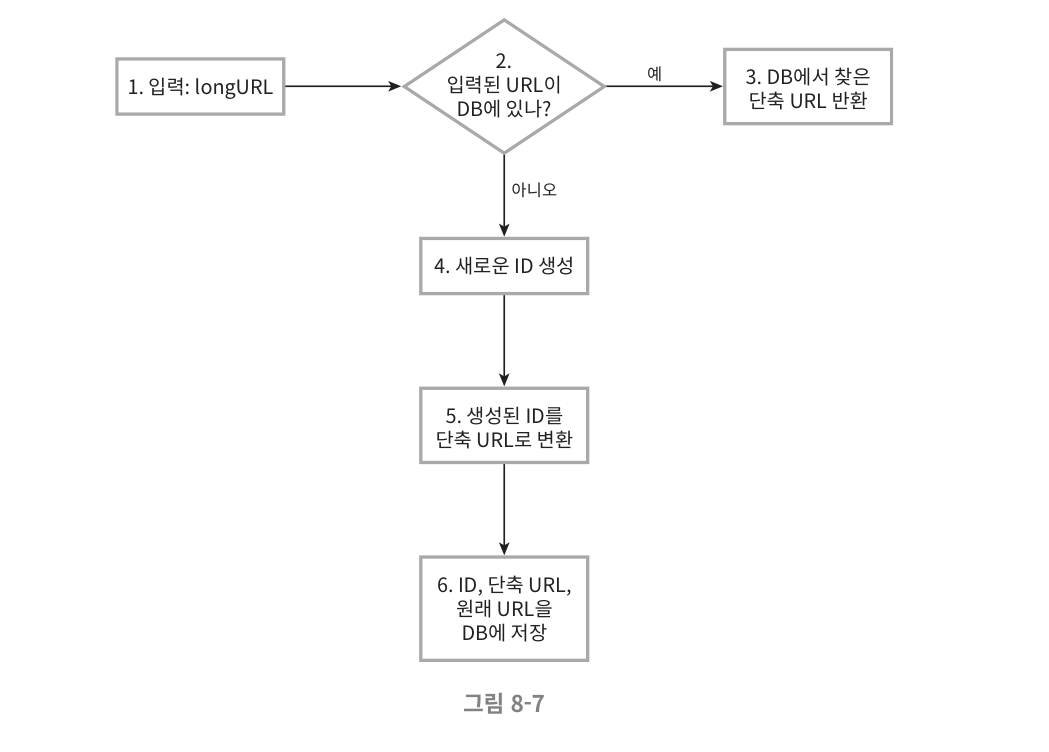 1. 입력: longURL
2.
입력된 URL이
DB에 있나?
예
3. DB에서 찾은
단축 URL 반환
아니오
4. 새로운 ID 생성
5. 생성된 ID를
단축 URL로 변환
6. ID, 단축 URL,
원래 URL을
DB에 저장
그림 8-7